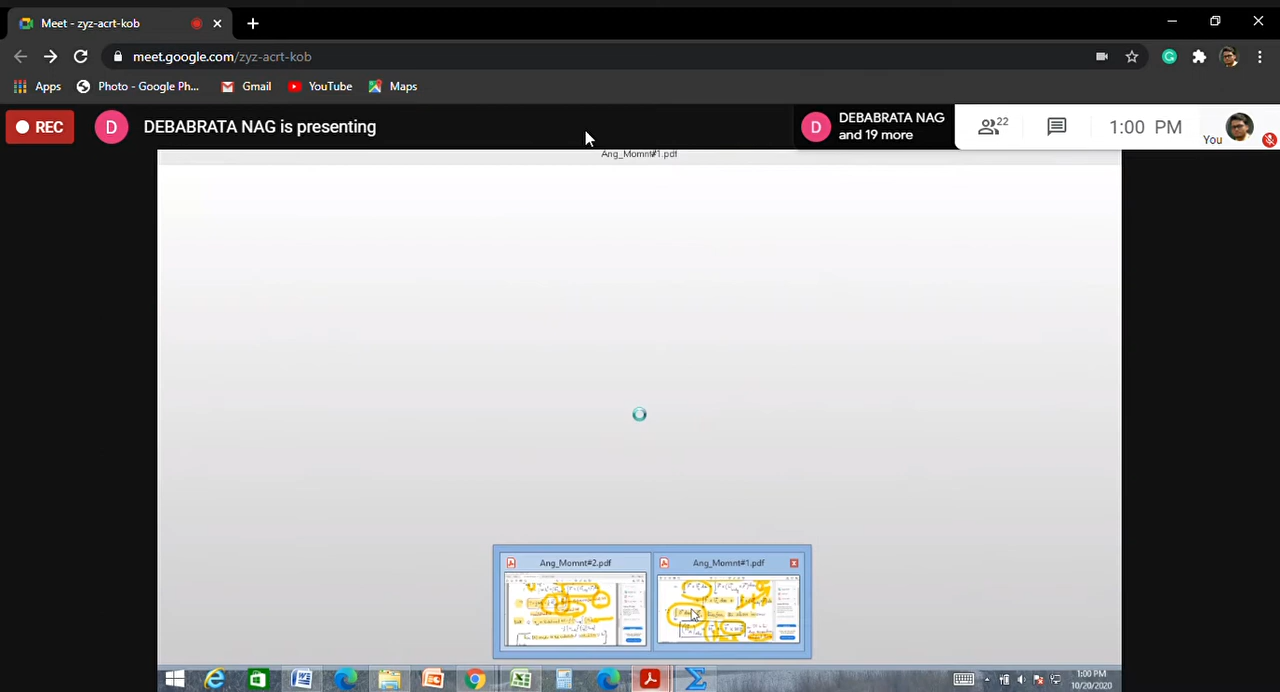 Meet - zyz-acrt-kob
meet.google.com/zyz-acrt-kob
Apps
Photo - Google Ph...
Gmail
YouTube
Maps
REC
D
DEBABRATA NAG is presenting
D
DEBABRATA NAG
and 19 more
22
1:00 PM
You
Ang_Momnt#1.pdf
Ang_Momnt#2.pdf
Ang_Momnt#1.pdf
1:00 PM
10/20/2020